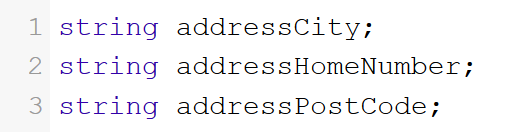 1 string addressCity;
2 string addressHomeNumber;
3 string addressPostCode;